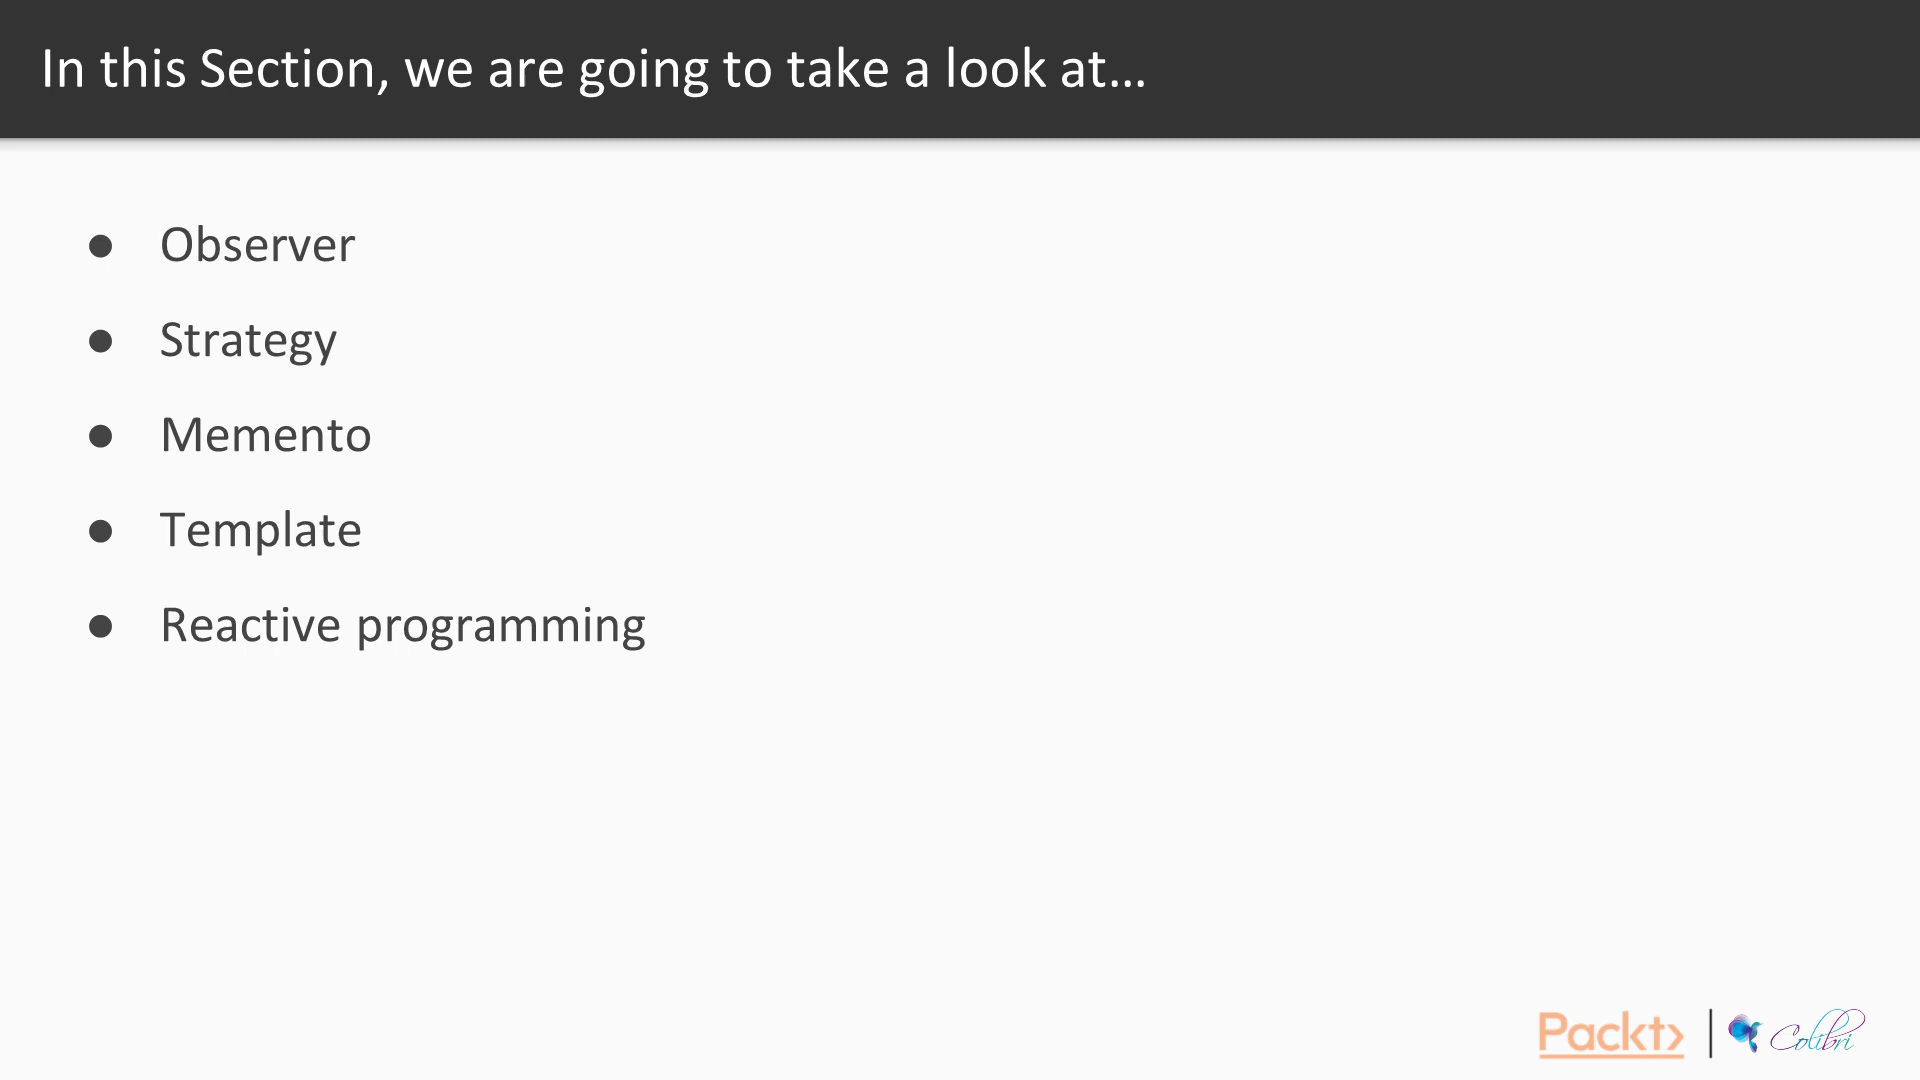 In this Section, we are going to take a look at...
● Observer
● Strategy
● Memento
● Template
● Reactive programming
Packt> | Colibri